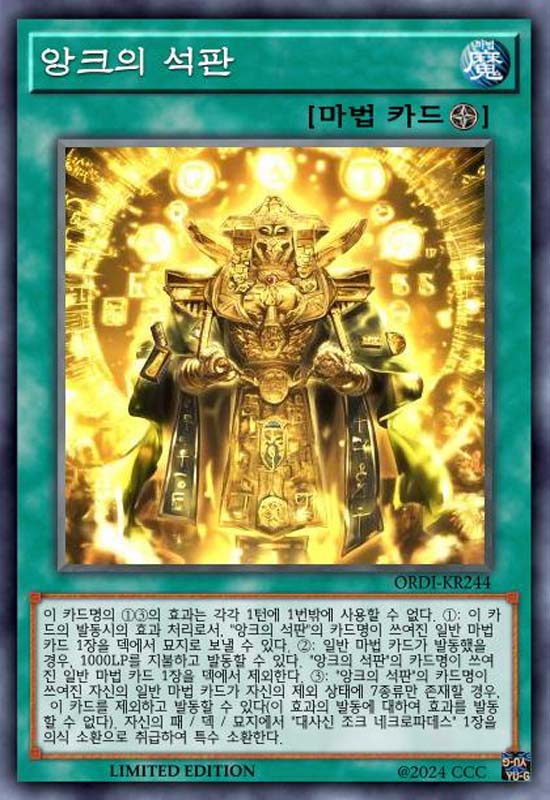 앙크의 석판
마법
魔
[마법 카드]
ORDI-KR244
이 카드명의 ①③의 효과는 각각 1턴에 1번밖에 사용할 수 없다. ①: 이 카
드의 발동시의 효과 처리로서, "앙크의 석판"의 카드명이 쓰여진 일반 마법
카드 1장을 덱에서 묘지로 보낼 수 있다. ②: 일반 마법 카드가 발동했을
경우, 1000LP를 지불하고 발동할 수 있다. "앙크의 석판"의 카드명이 쓰여
진 일반 마법 카드 1장을 덱에서 제외한다. ③: "앙크의 석판"의 카드명이
쓰여진 자신의 일반 마법 카드가 자신의 제외 상태에 7종류만 존재할 경우,
이 카드를 제외하고 발동할 수 있다(이 효과의 발동에 대하여 효과를 발동
할 수 없다). 자신의 패 / 덱 / 묘지에서 "대사신 조크 네크로파데스" 1장을
의식 소환으로 취급하여 특수 소환한다.
LIMITED EDITION
@2024 CCC
YU-G